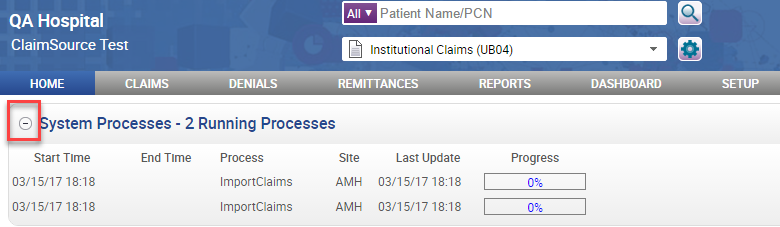 QA Hospital
ClaimSource Test
All ▼ Patient Name/PCN
Institutional Claims (UB04)
HOME CLAIMS DENIALS REMITTANCES REPORTS DASHBOARD SETUP
System Processes - 2 Running Processes
Start Time End Time Process Site Last Update Progress
03/15/17 18:18 ImportClaims AMH 03/15/17 18:18 0%
03/15/17 18:18 ImportClaims AMH 03/15/17 18:18 0%